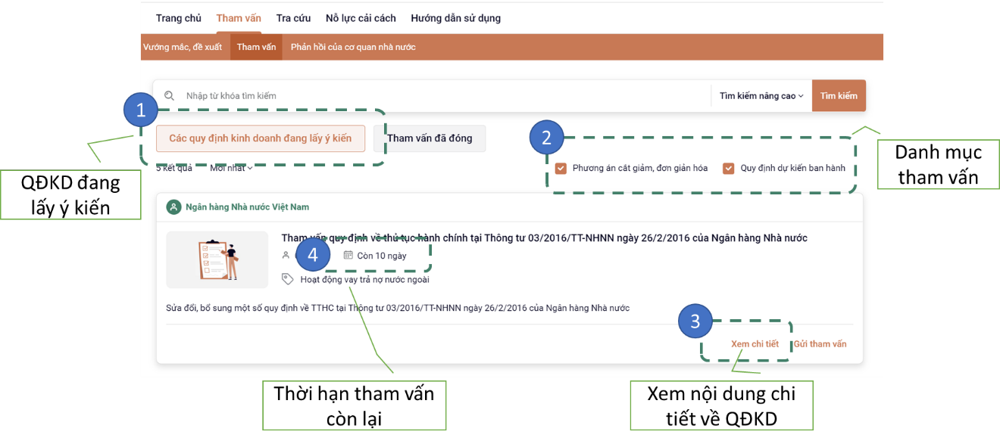 Trang chủ Tham vấn Tra cứu Nỗ lực cải cách Hướng dẫn sử dụng
Vướng mắc, đề xuất Tham vấn Phản hồi của cơ quan nhà nước
Nhập từ khóa tìm kiếm Tìm kiếm nâng cao Tìm kiếm
1
Các quy định kinh doanh đang lấy ý kiến Tham vấn đã đóng
2
5 kết quả Mới nhất
Phương án cắt giảm, đơn giản hóa Quy định dự kiến ban hành
Danh mục
tham vấn
QĐKD đang
lấy ý kiến
Ngân hàng Nhà nước Việt Nam
Tham vấn quy định về thủ tục hành chính tại Thông tư 03/2016/TT-NHNN ngày 26/2/2016 của Ngân hàng Nhà nước
4 Còn 10 ngày
Hoạt động vay trả nợ nước ngoài
Sửa đổi, bổ sung một số quy định về TTHC tại Thông tư 03/2016/TT-NHNN ngày 26/2/2016 của Ngân hàng Nhà nước
3
Xem chi tiết Gửi tham vấn
Thời hạn tham vấn
còn lại
Xem nội dung chi
tiết về QĐKD